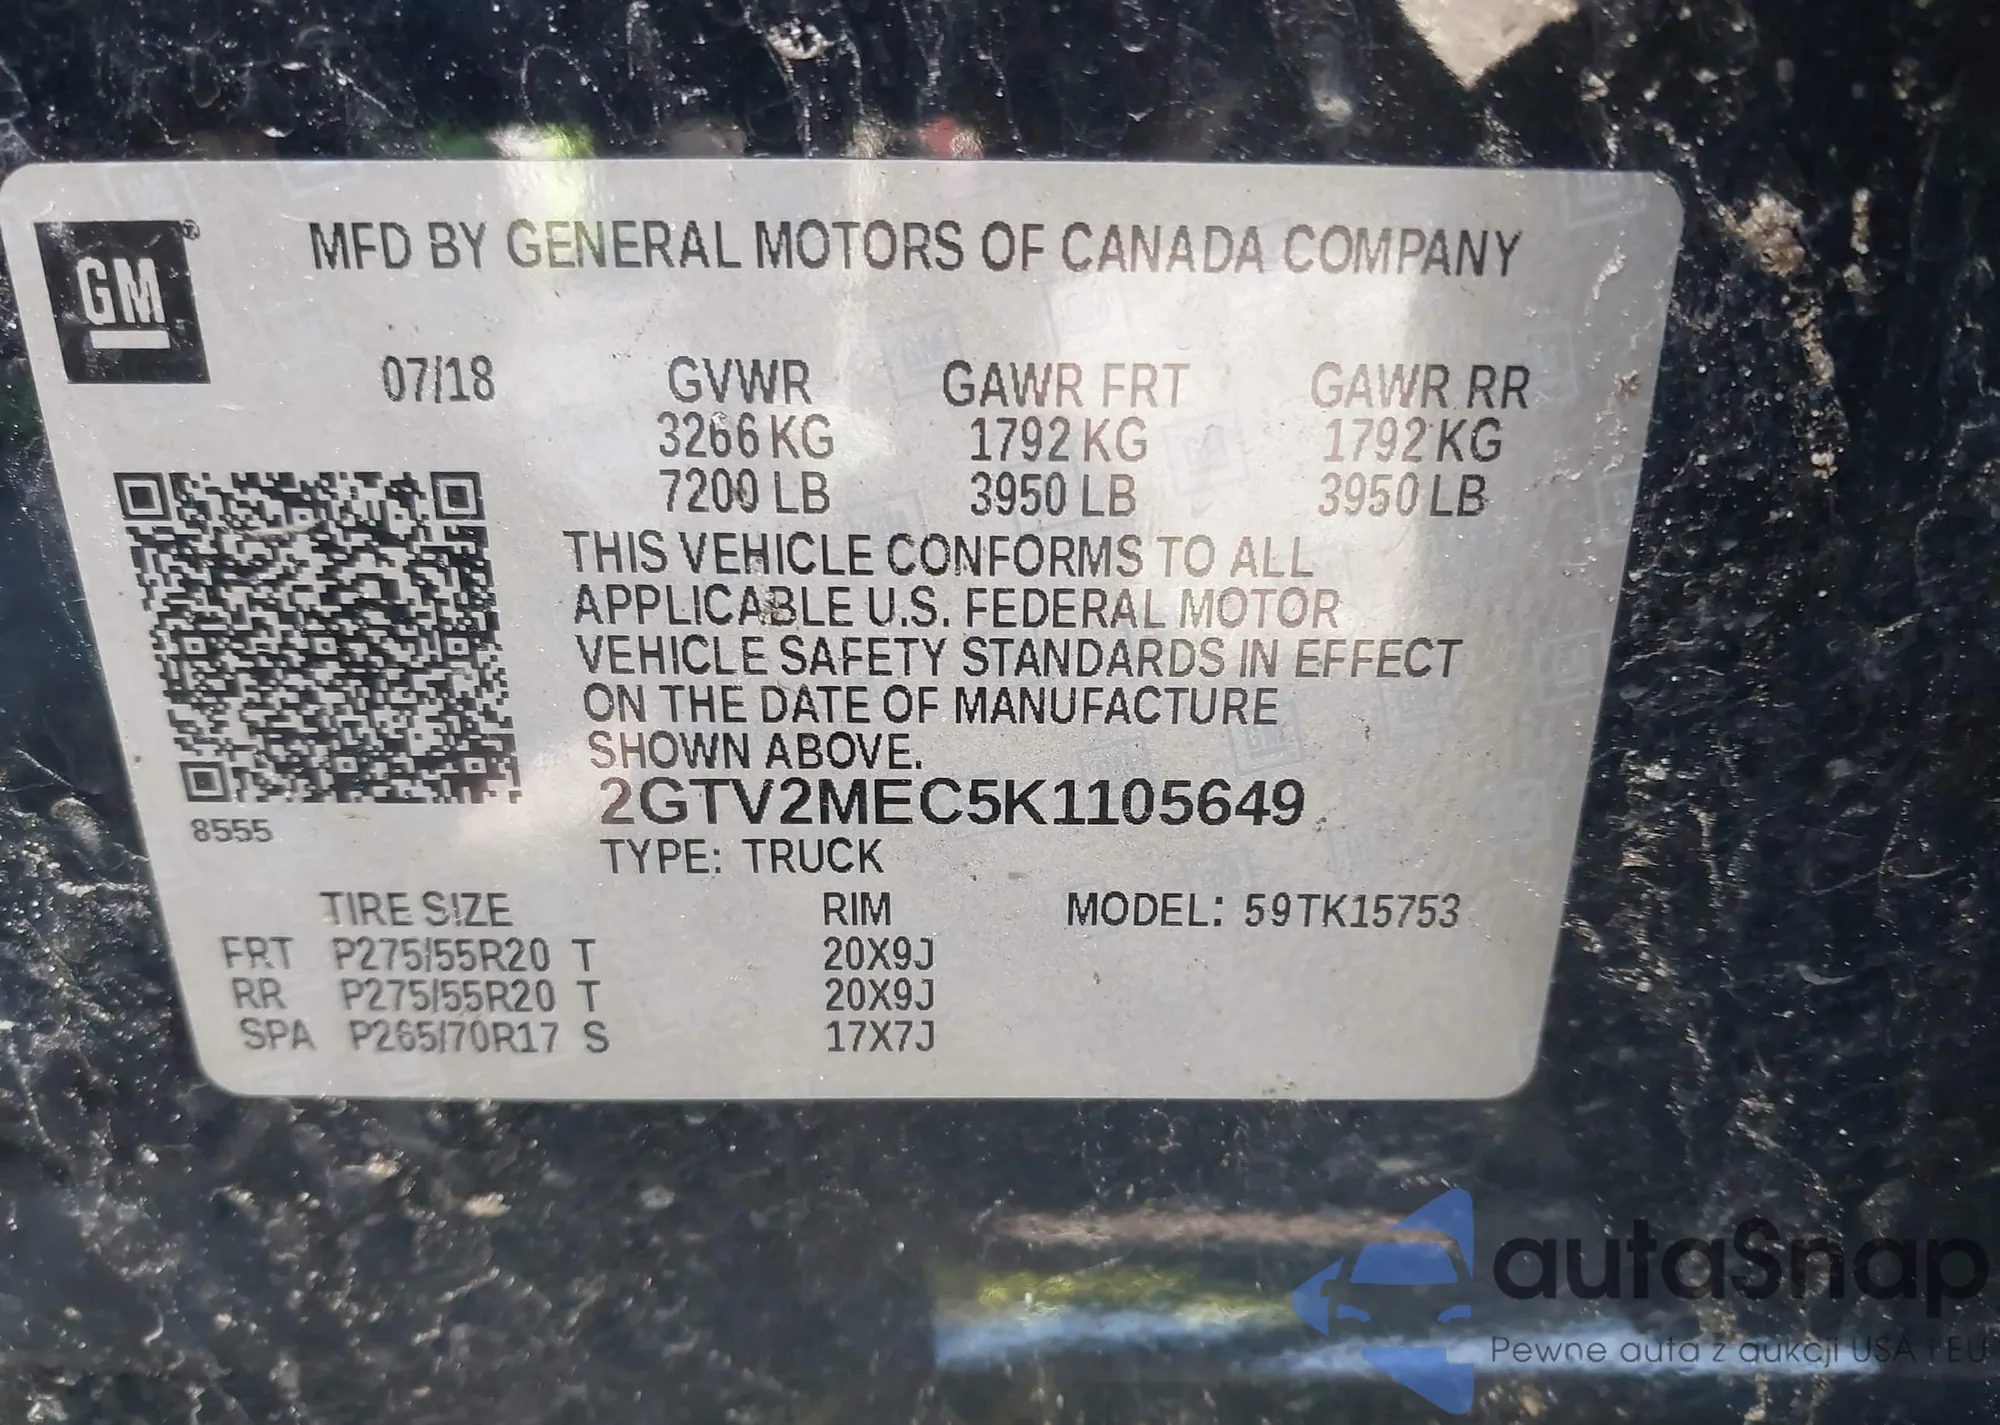 GM®
MFD BY GENERAL MOTORS OF CANADA COMPANY
07/18 GVWR GAWR FRT GAWR RR
3266 KG 1792 KG 1792 KG
7200 LB 3950 LB 3950 LB
THIS VEHICLE CONFORMS TO ALL
APPLICABLE U.S. FEDERAL MOTOR
VEHICLE SAFETY STANDARDS IN EFFECT
ON THE DATE OF MANUFACTURE
SHOWN ABOVE.
2GTV2MEC5K1105649
8555
TYPE: TRUCK
TIRE SIZE RIM MODEL: 59TK15753
FRT P275/55R20 T 20X9J
RR P275/55R20 T 20X9J
SPA P265/70R17 S 17X7J
autaSnap
Pewne auta z aukcji USA i EU